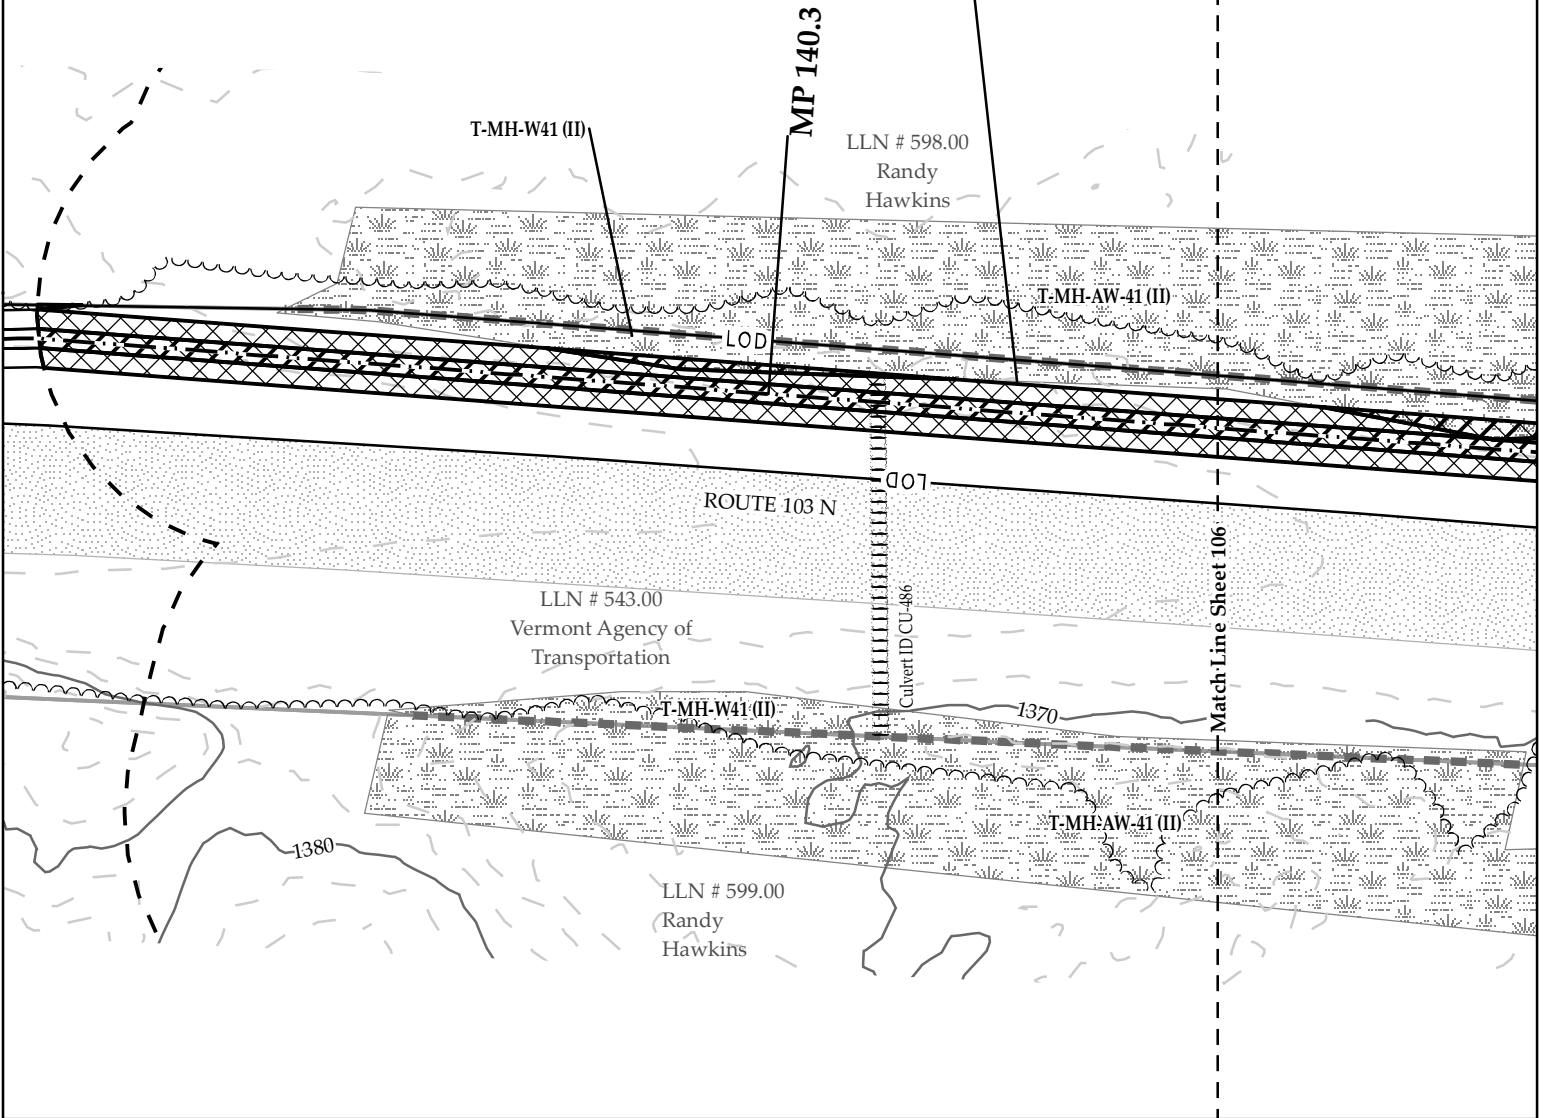 MP 140.3
T-MH-W41 (II)
LLN # 598.00
Randy
Hawkins
T-MH-AW-41 (II)
LOD
LOD
ROUTE 103 N
Match Line Sheet 106
Culvert ID CU-486
LLN # 543.00
Vermont Agency of
Transportation
T-MH-W41 (II)
1370
T-MH-AW-41 (II)
1380
LLN # 599.00
Randy
Hawkins